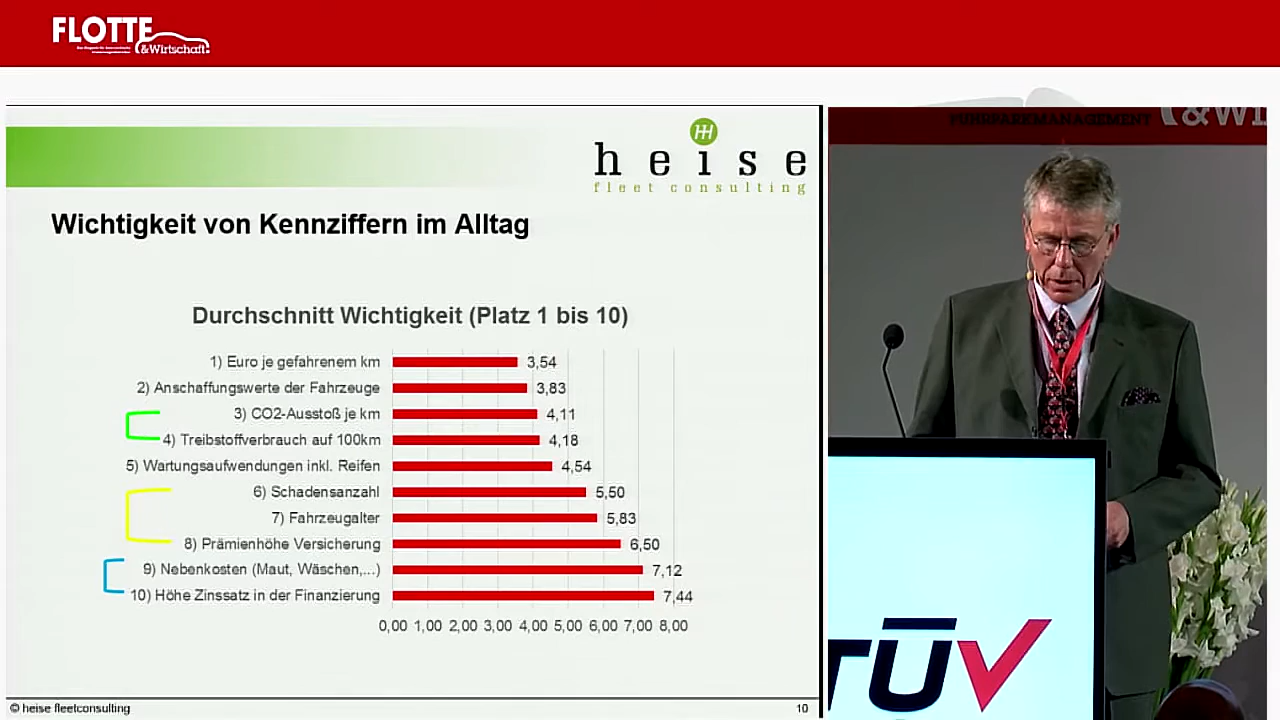 FLOTTE
&Wirtschaft
FUHRPARKMANAGEMENT
&WI
heise
fleet consulting
Wichtigkeit von Kennziffern im Alltag
Durchschnitt Wichtigkeit (Platz 1 bis 10)
1) Euro je gefahrenem km 3,54
2) Anschaffungswerte der Fahrzeuge 3,83
3) CO2-Ausstoß je km 4,11
4) Treibstoffverbrauch auf 100km 4,18
5) Wartungsaufwendungen inkl. Reifen 4,54
6) Schadensanzahl 5,50
7) Fahrzeugalter 5,83
8) Prämienhöhe Versicherung 6,50
9) Nebenkosten (Maut, Wäschen,...) 7,12
10) Höhe Zinssatz in der Finanzierung 7,44
0,00 1,00 2,00 3,00 4,00 5,00 6,00 7,00 8,00
© heise fleetconsulting 10
TÜV